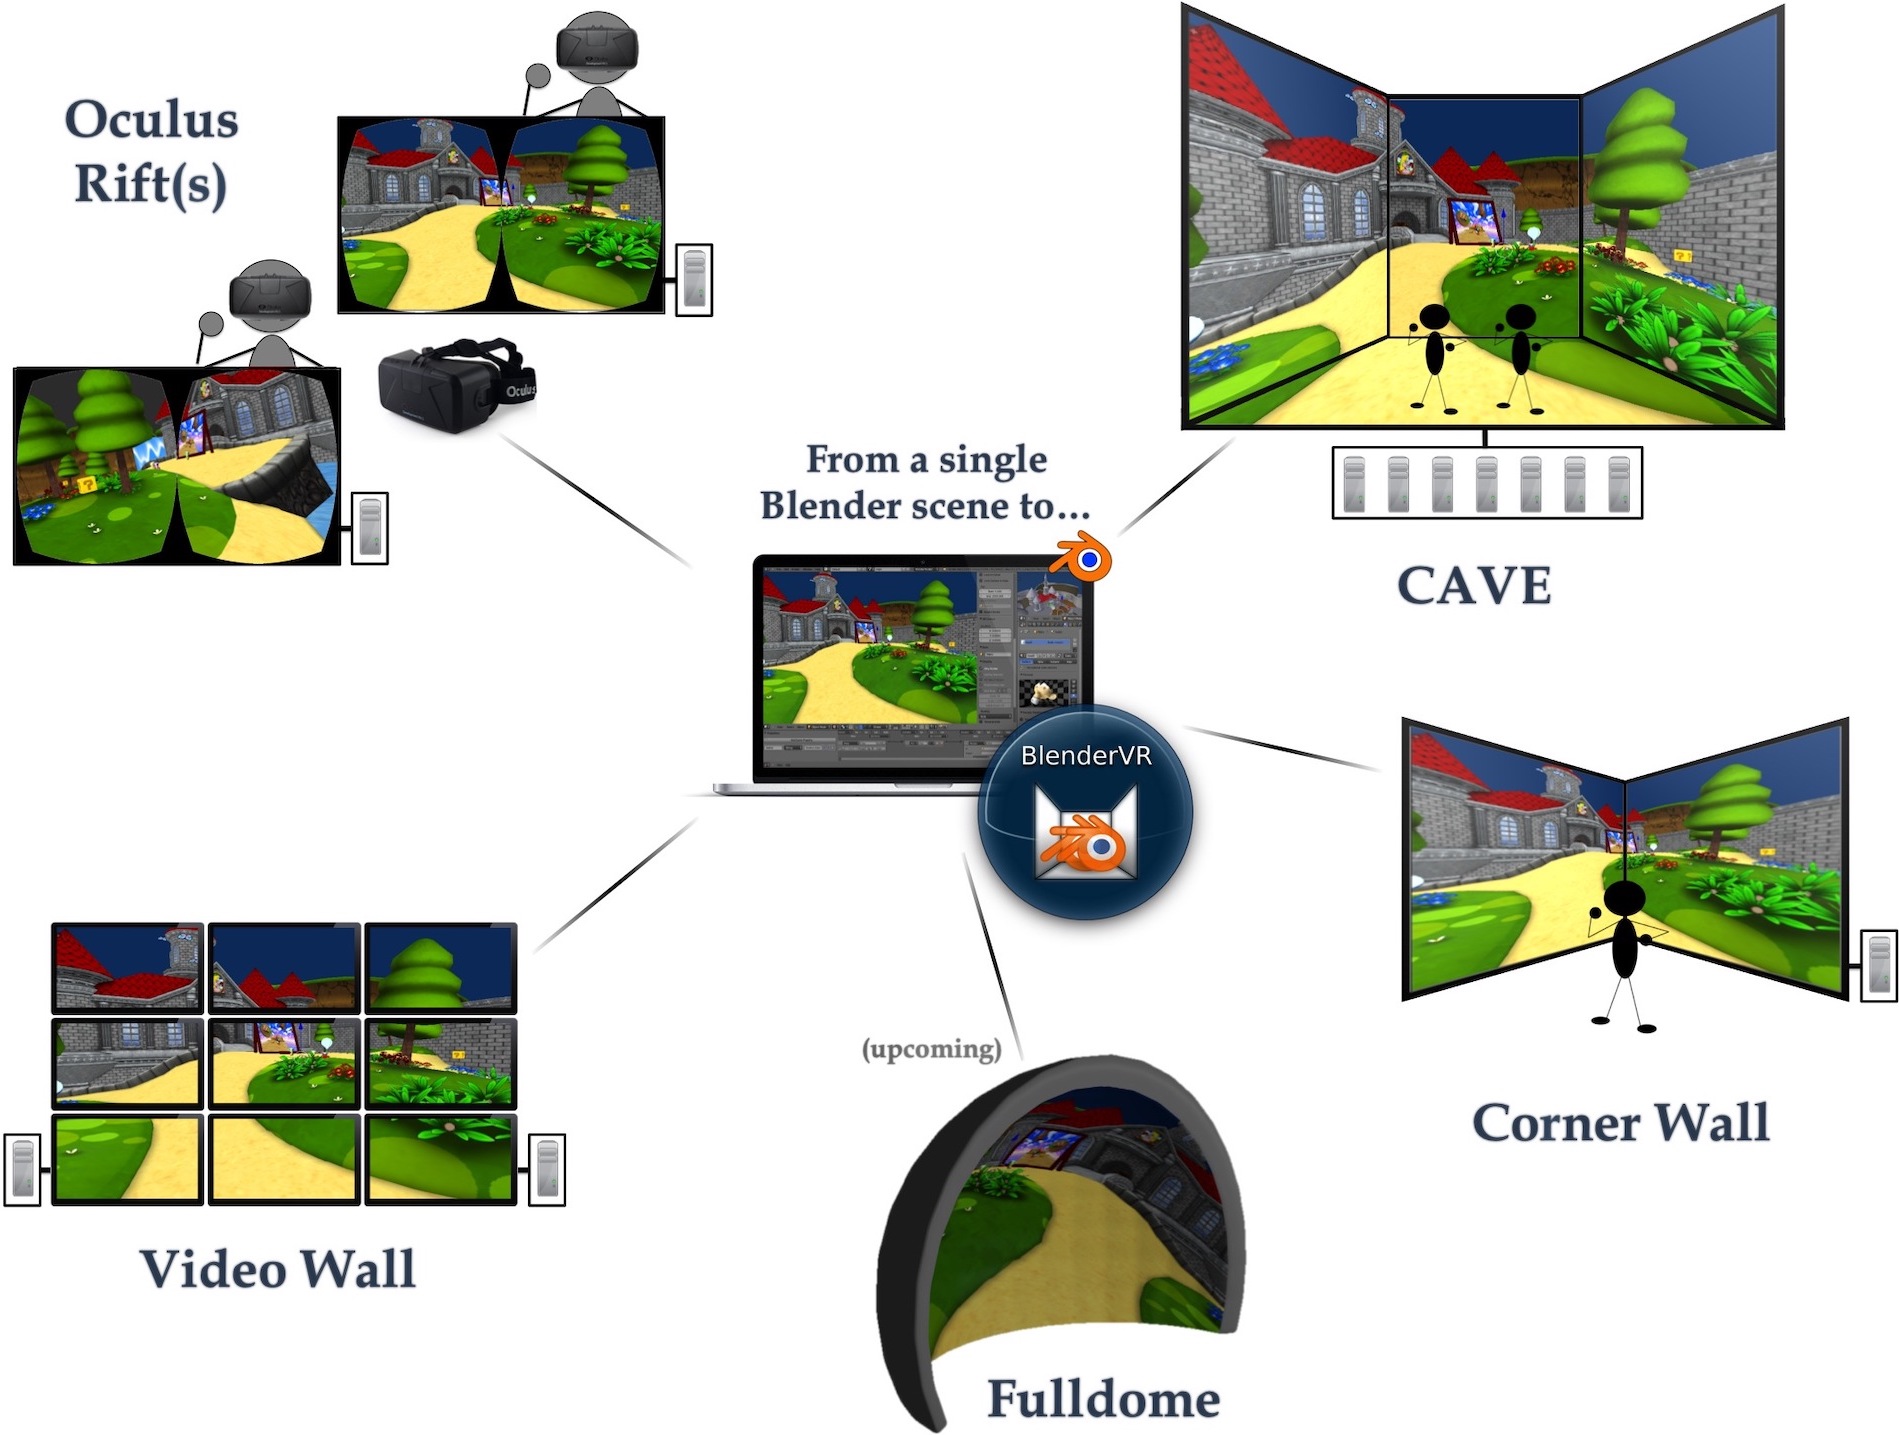 Oculus
Rift(s)
Oculus
From a single
Blender scene to...
CAVE
BlenderVR
Corner Wall
(upcoming)
Video Wall
Fulldome